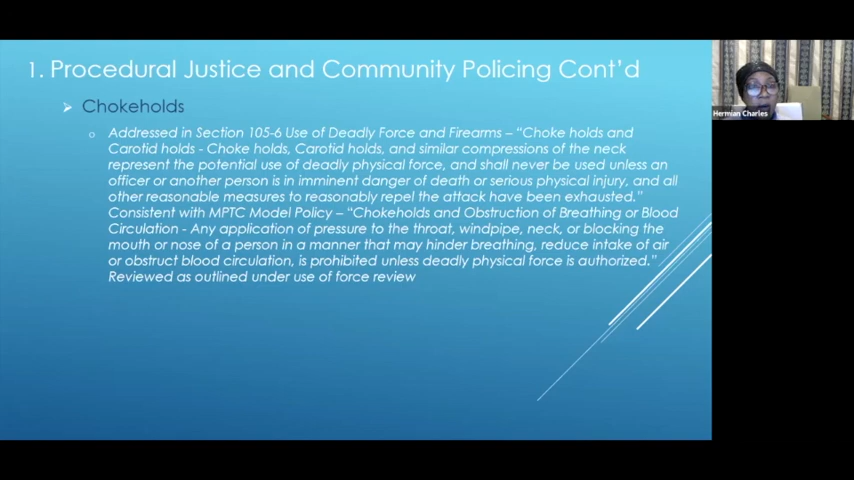 1. Procedural Justice and Community Policing Cont'd
Chokeholds
Addressed in Section 105-6 Use of Deadly Force and Firearms – "Choke holds and
Carotid holds - Choke holds, Carotid holds, and similar compressions of the neck
represent the potential use of deadly physical force, and shall never be used unless an
officer or another person is in imminent danger of death or serious physical injury, and all
other reasonable measures to reasonably repel the attack have been exhausted."
Consistent with MPTC Model Policy – "Chokeholds and Obstruction of Breathing or Blood
Circulation - Any application of pressure to the throat, windpipe, neck, or blocking the
mouth or nose of a person in a manner that may hinder breathing, reduce intake of air
or obstruct blood circulation, is prohibited unless deadly physical force is authorized."
Reviewed as outlined under use of force review
Hermian Charles